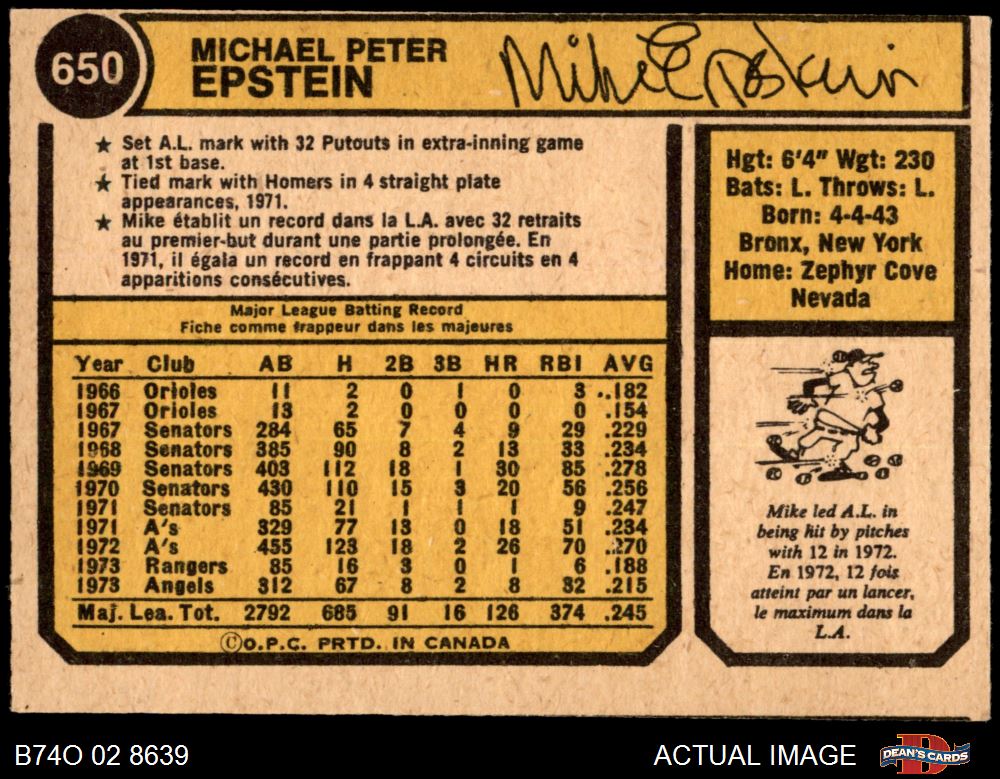 650
MICHAEL PETER
EPSTEIN
Mike Epstein
★ Set A.L. mark with 32 Putouts in extra-inning game
at 1st base.
★ Tied mark with Homers in 4 straight plate
appearances, 1971.
★ Mike établit un record dans la L.A. avec 32 retraits
au premier-but durant une partie prolongée. En
1971, il égala un record en frappant 4 circuits en 4
apparitions consécutives.
Major League Batting Record
Fiche comme frappeur dans les majeures
Year Club AB H 2B 3B HR RBI AVG
1966 Orioles 11 2 0 1 0 3 .182
1967 Orioles 13 2 0 0 0 0 .154
1967 Senators 284 65 7 4 9 29 .229
1968 Senators 385 90 8 2 13 33 .234
1969 Senators 403 112 18 1 30 85 .278
1970 Senators 430 110 15 3 20 56 .256
1971 Senators 85 21 1 1 1 9 .247
1971 A's 329 77 13 0 18 51 .234
1972 A's 455 123 18 2 26 70 .270
1973 Rangers 85 16 3 0 1 6 .188
1973 Angels 312 67 8 2 8 32 .215
Maj. Lea. Tot. 2792 685 91 16 126 374 .245
©O.P.C. PRTD. IN CANADA
Hgt: 6'4" Wgt: 230
Bats: L. Throws: L.
Born: 4-4-43
Bronx, New York
Home: Zephyr Cove
Nevada
Mike led A.L. in
being hit by pitches
with 12 in 1972.
En 1972, 12 fois
atteint par un lancer,
le maximum dans la
L.A.
B74O 02 8639
ACTUAL IMAGE
DEAN'S CARDS